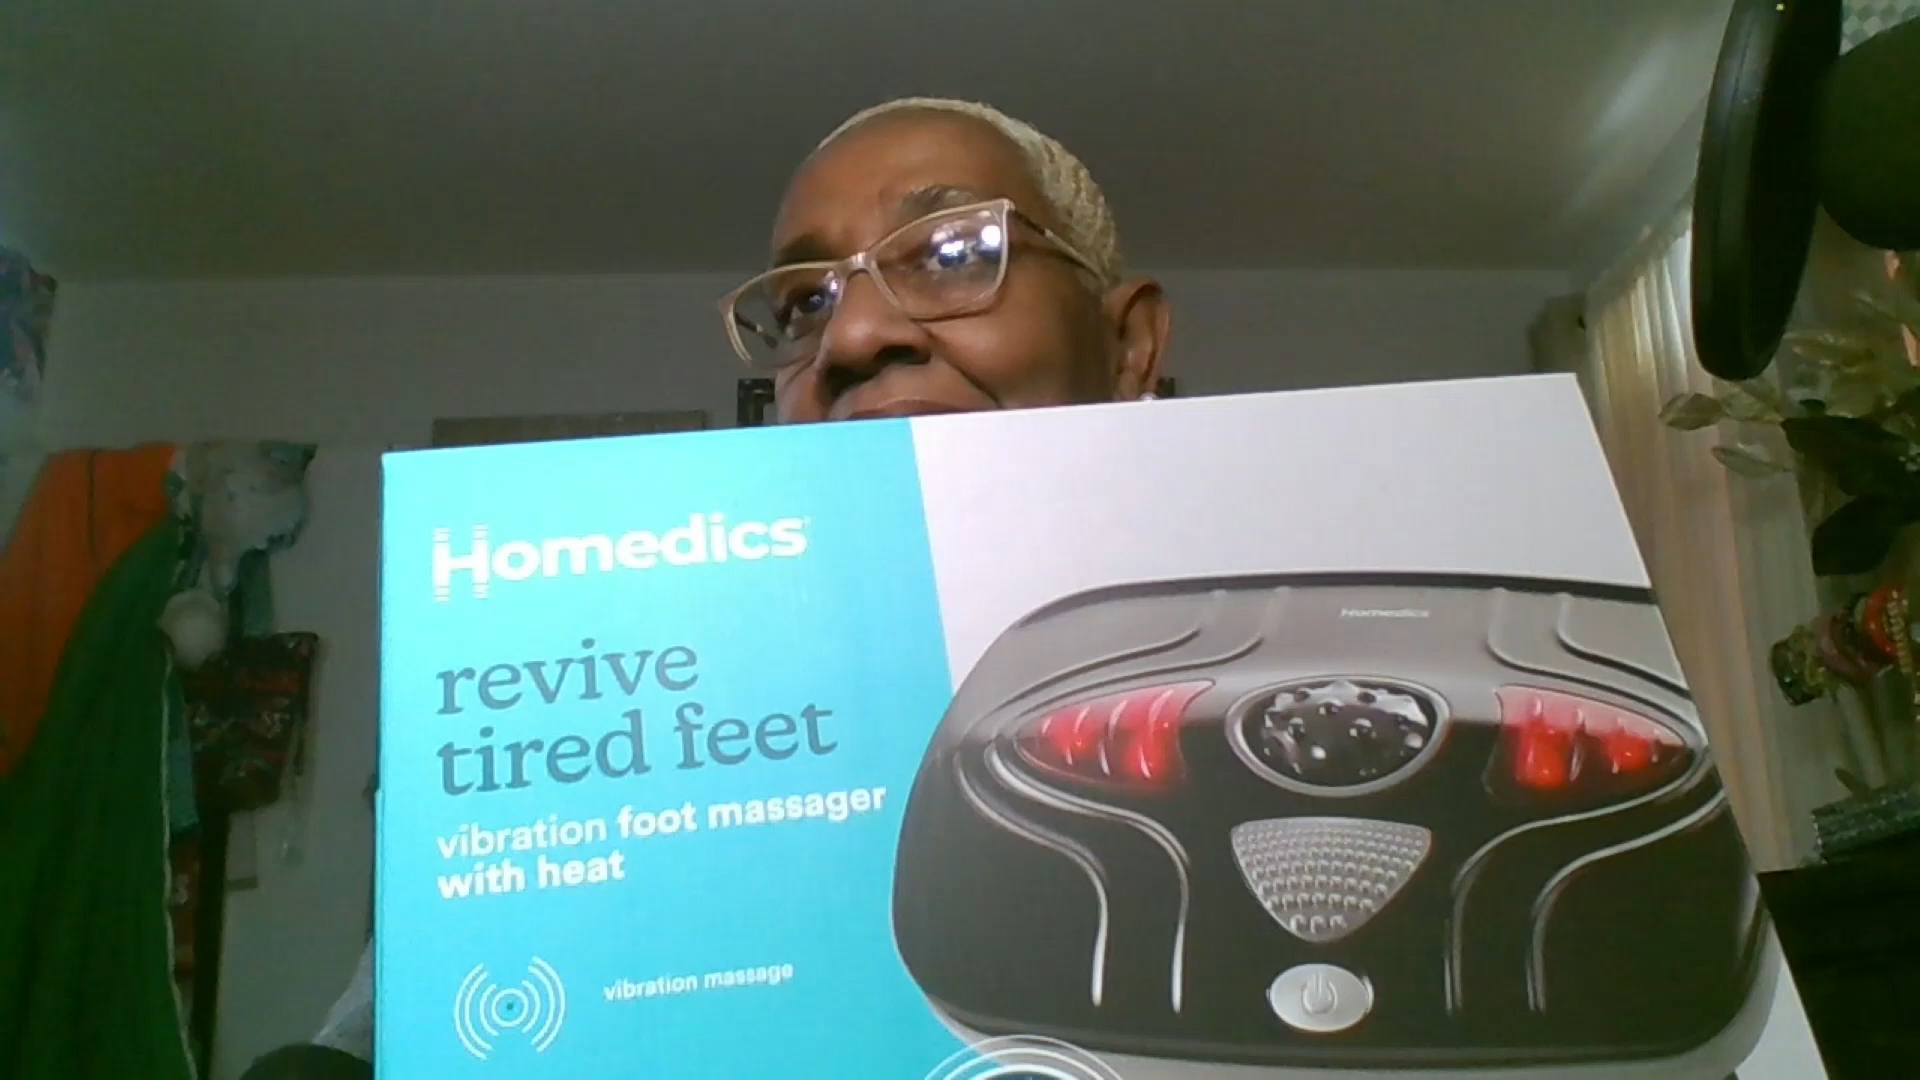 Homedics
revive
tired feet
vibration foot massager
with heat
vibration massage
Homedics